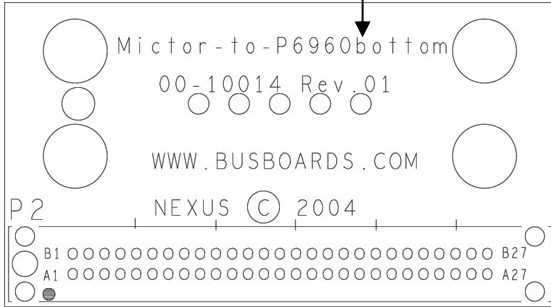 Mictor-to-P6960bottom
00-10014 Rev.01
WWW.BUSBOARDS.COM
P2 NEXUS © 2004
B1 B27
A1 A27